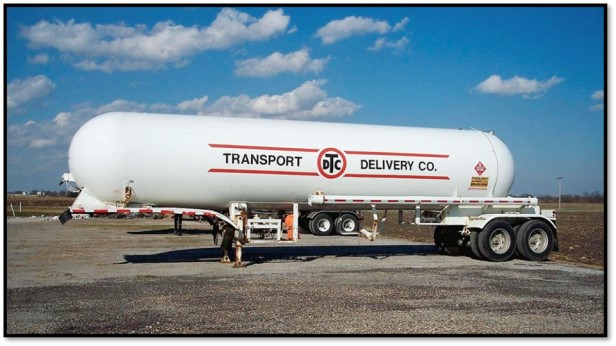 TRANSPORT DTC DELIVERY CO.